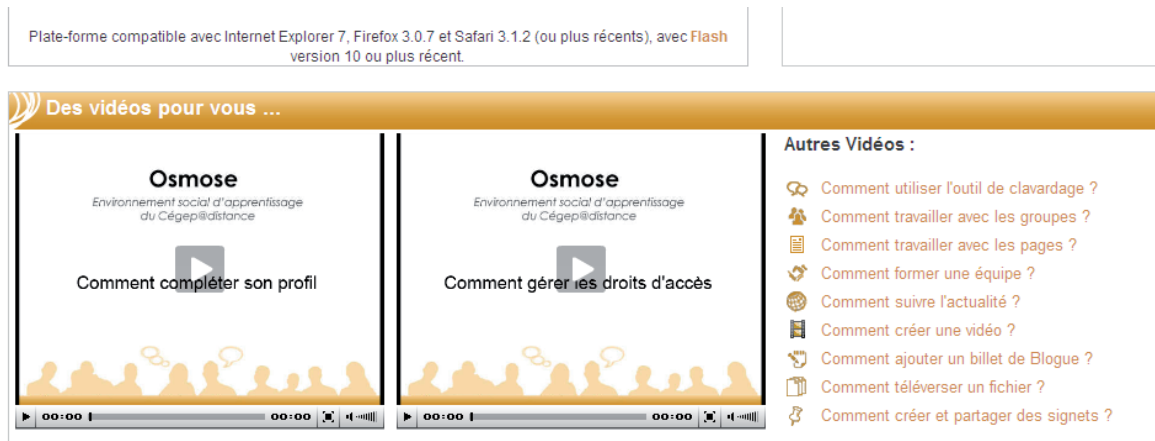 Plate-forme compatible avec Internet Explorer 7, Firefox 3.0.7 et Safari 3.1.2 (ou plus récents), avec Flash
version 10 ou plus récent.
Des vidéos pour vous ...
Osmose
Environnement social d'apprentissage
du Cégep@distance
Comment compléter son profil
00:00 00:00
Osmose
Environnement social d'apprentissage
du Cégep@distance
Comment gérer les droits d'accès
00:00 00:00
Autres Vidéos :
Comment utiliser l'outil de clavardage ?
Comment travailler avec les groupes ?
Comment travailler avec les pages ?
Comment former une équipe ?
Comment suivre l'actualité ?
Comment créer une vidéo ?
Comment ajouter un billet de Blogue ?
Comment téléverser un fichier ?
Comment créer et partager des signets ?